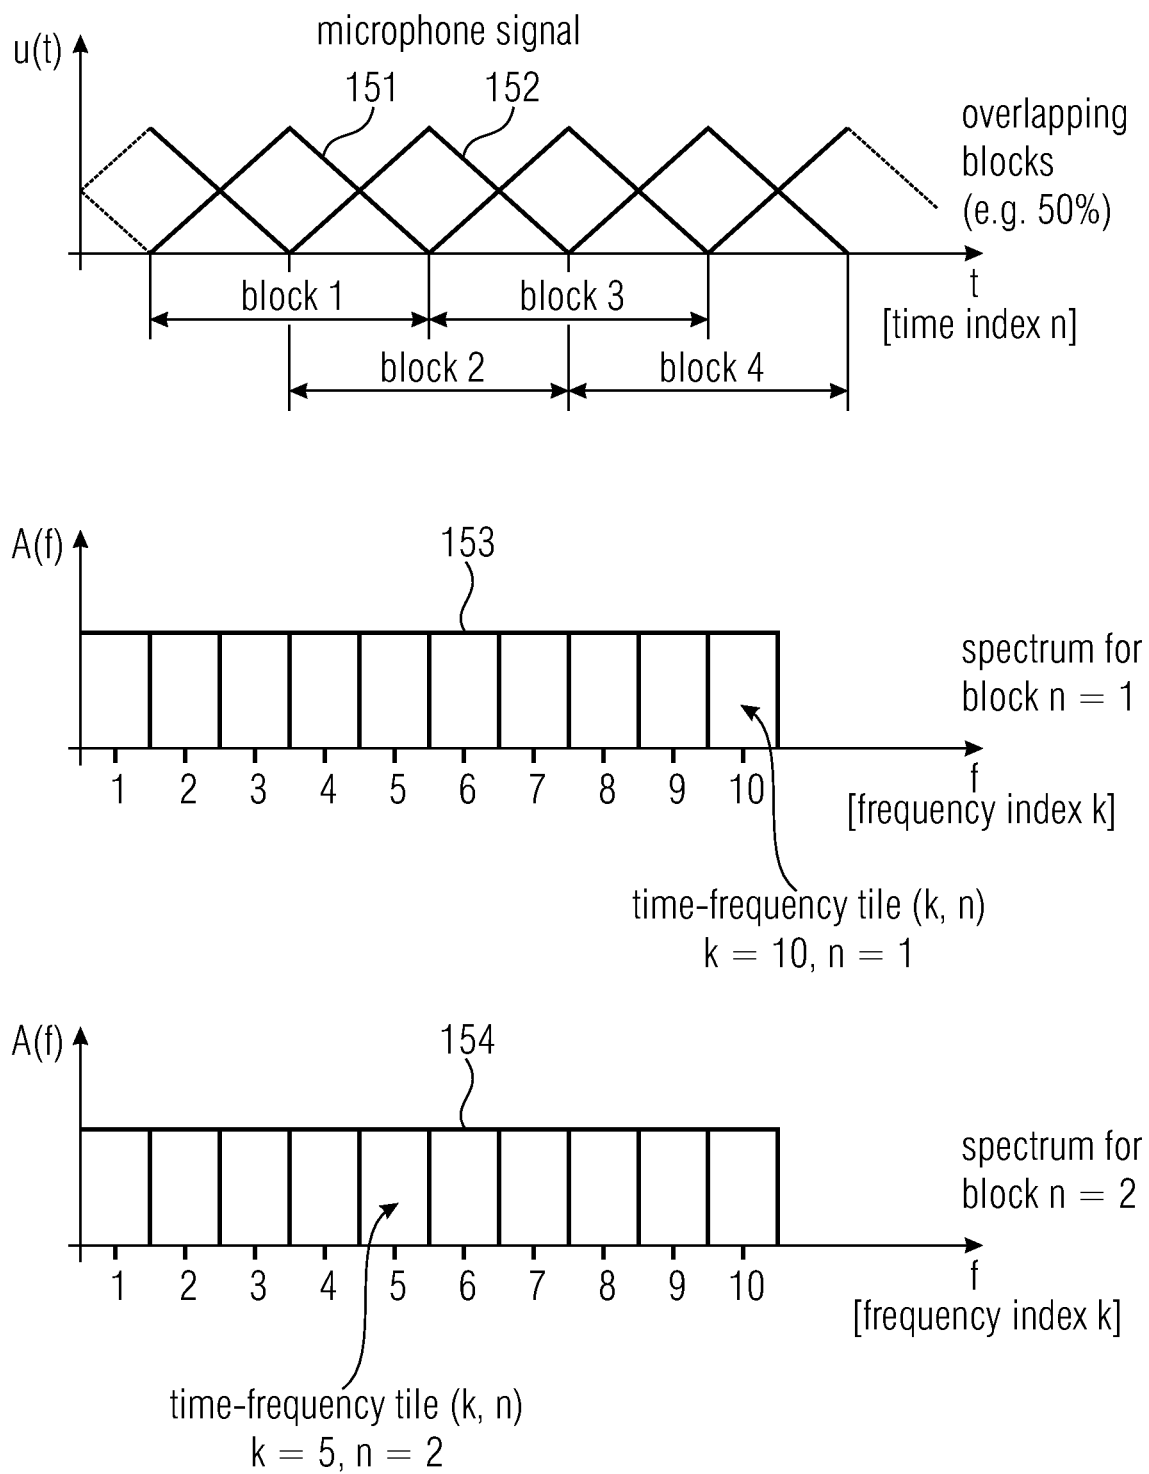 microphone signal
u(t)
151
152
overlapping
blocks
(e.g. 50%)
block 1
block 3
t
[time index n]
block 2
block 4
A(f)
153
spectrum for
block n = 1
1 2 3 4 5 6 7 8 9 10
f
[frequency index k]
time-frequency tile (k, n)
k = 10, n = 1
A(f)
154
spectrum for
block n = 2
1 2 3 4 5 6 7 8 9 10
f
[frequency index k]
time-frequency tile (k, n)
k = 5, n = 2